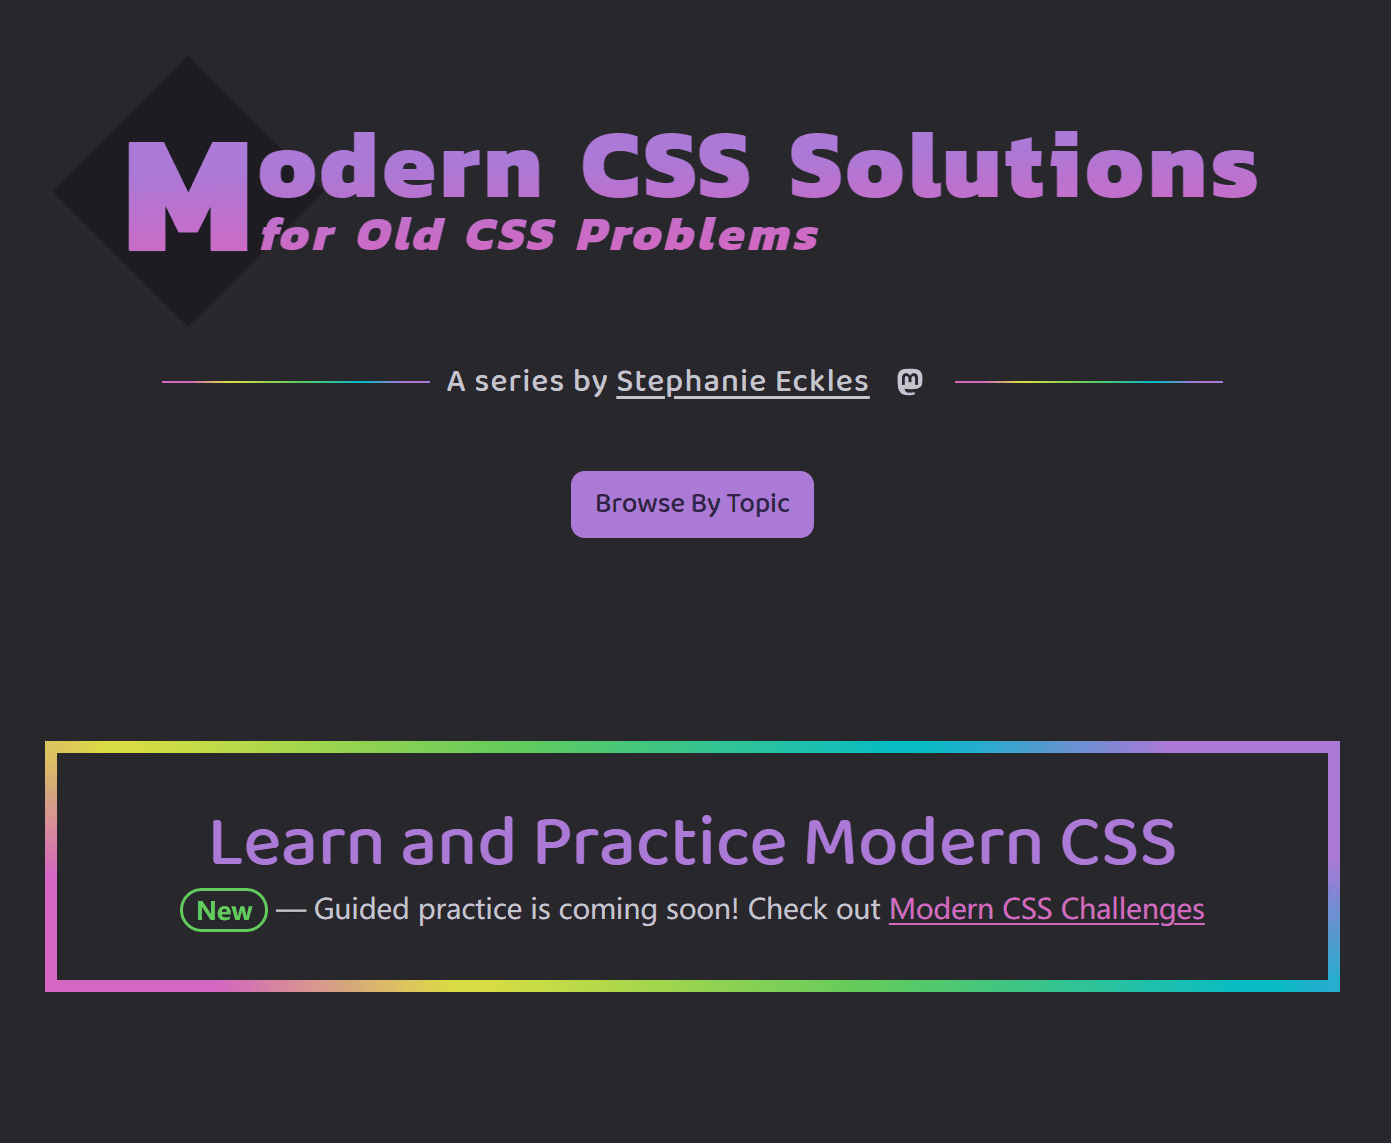 Modern CSS Solutions
for Old CSS Problems
A series by Stephanie Eckles
Browse By Topic
Learn and Practice Modern CSS
New — Guided practice is coming soon! Check out Modern CSS Challenges